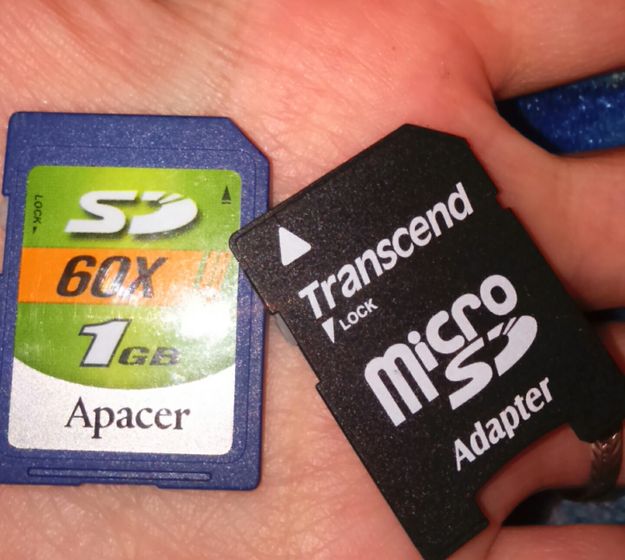 LOCK
SD
60X
1GB
Apacer
Transcend
LOCK
Micro
SD
Adapter